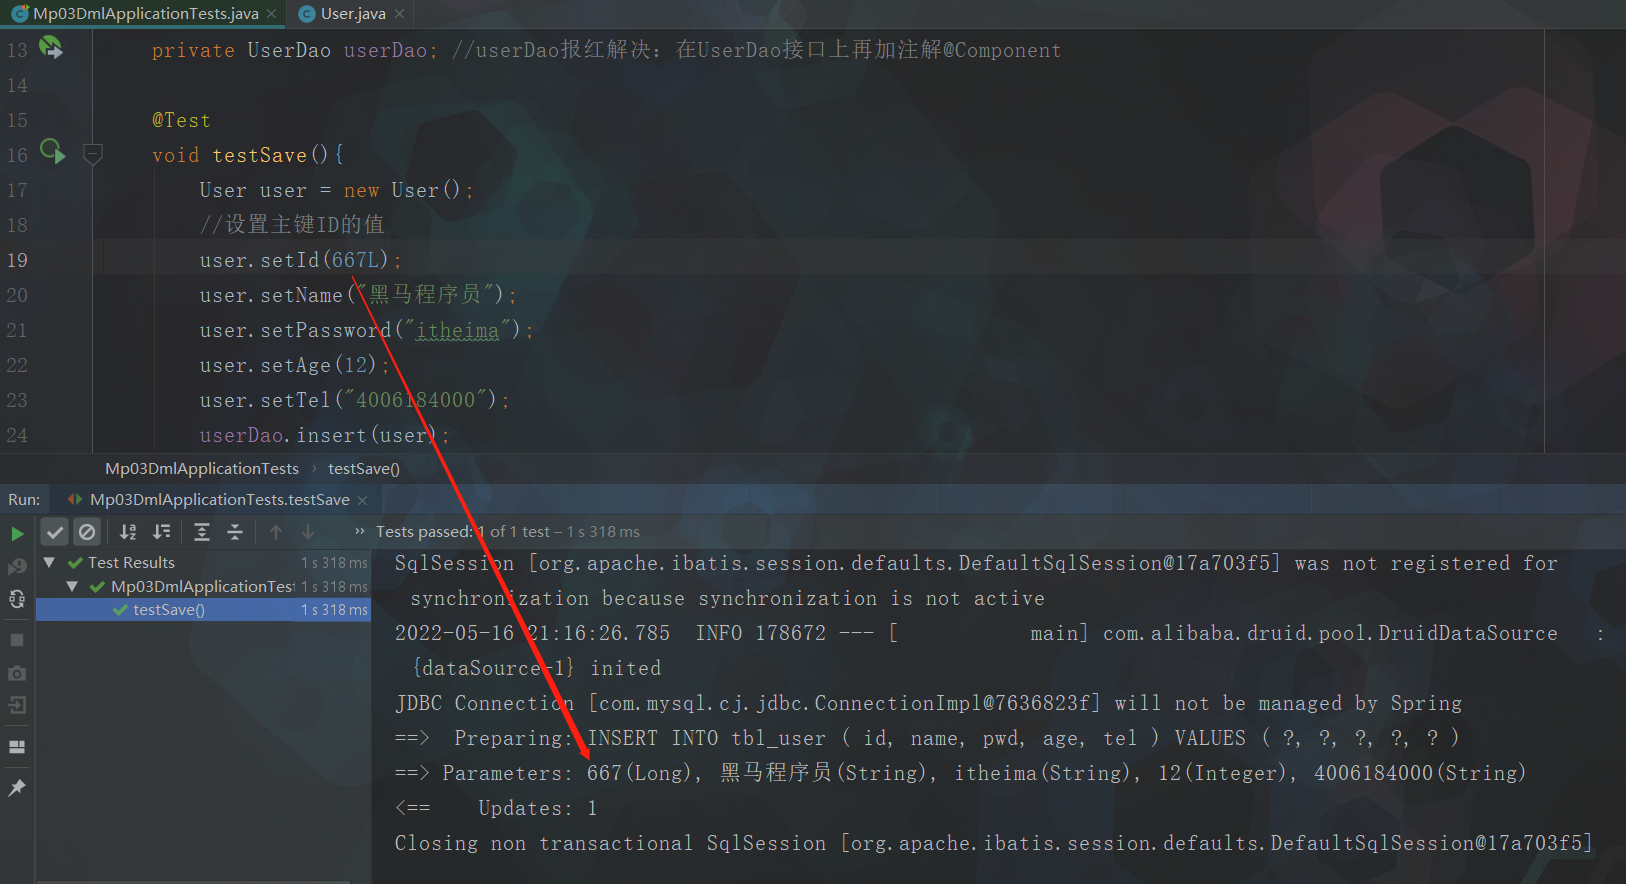 Mp03DmlApplicationTests.java × User.java ×
13 private UserDao userDao; //userDao报红解决：在UserDao接口上再加注解@Component
14
15 @Test
16 void testSave(){
17 User user = new User();
18 //设置主键ID的值
19 user.setId(667L);
20 user.setName("黑马程序员");
21 user.setPassword("itheima");
22 user.setAge(12);
23 user.setTel("4006184000");
24 userDao.insert(user);
Mp03DmlApplicationTests › testSave()
Run: Mp03DmlApplicationTests.testSave ×
» Tests passed: 1 of 1 test – 1 s 318 ms
Test Results 1 s 318 ms
Mp03DmlApplicationTest 1 s 318 ms
testSave() 1 s 318 ms
SqlSession [org.apache.ibatis.session.defaults.DefaultSqlSession@17a703f5] was not registered for
synchronization because synchronization is not active
2022-05-16 21:16:26.785 INFO 178672 --- [ main] com.alibaba.druid.pool.DruidDataSource :
{dataSource-1} inited
JDBC Connection [com.mysql.cj.jdbc.ConnectionImpl@7636823f] will not be managed by Spring
==> Preparing: INSERT INTO tbl_user ( id, name, pwd, age, tel ) VALUES ( ?, ?, ?, ?, ? )
==> Parameters: 667(Long), 黑马程序员(String), itheima(String), 12(Integer), 4006184000(String)
<== Updates: 1
Closing non transactional SqlSession [org.apache.ibatis.session.defaults.DefaultSqlSession@17a703f5]